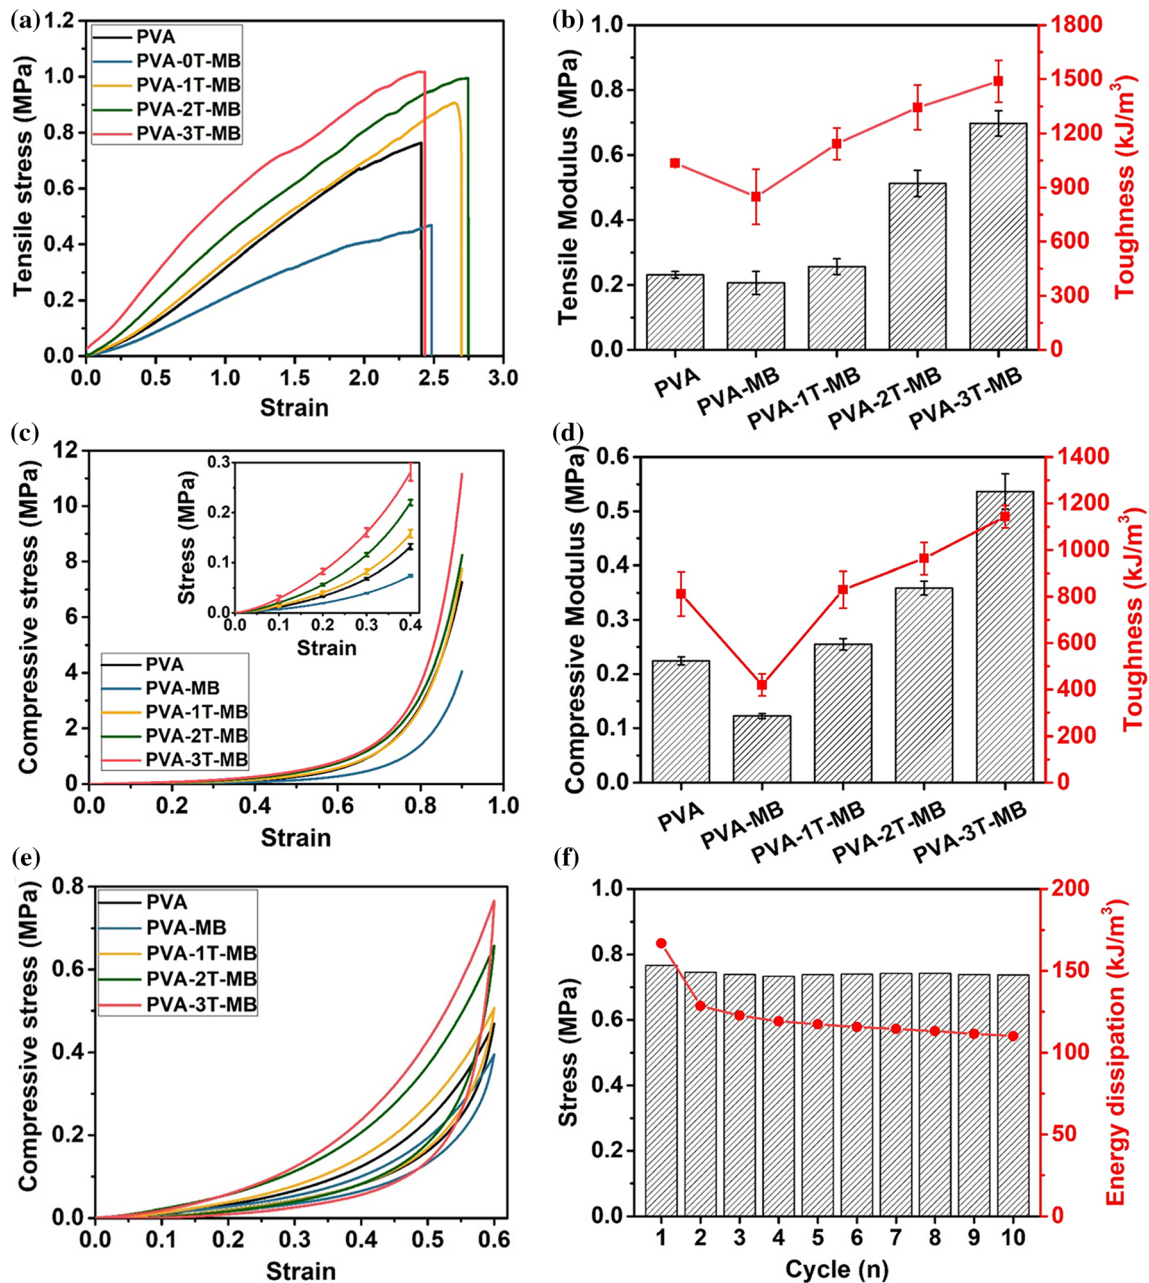 (a)
Tensile stress (MPa)
1.2
1.0
0.8
0.6
0.4
0.2
0.0
PVA
PVA-0T-MB
PVA-1T-MB
PVA-2T-MB
PVA-3T-MB
0.0 0.5 1.0 1.5 2.0 2.5 3.0
Strain
(b)
Tensile Modulus (MPa)
1.0
0.8
0.6
0.4
0.2
0.0
1800
1500
1200
900
600
300
0
Toughness (kJ/m³)
PVA PVA-MB PVA-1T-MB PVA-2T-MB PVA-3T-MB
(c)
Compressive stress (MPa)
12
10
8
6
4
2
0
Stress (MPa)
0.3
0.2
0.1
0.0
0.0 0.1 0.2 0.3 0.4
Strain
PVA
PVA-MB
PVA-1T-MB
PVA-2T-MB
PVA-3T-MB
0.0 0.2 0.4 0.6 0.8 1.0
Strain
(d)
Compressive Modulus (MPa)
0.6
0.5
0.4
0.3
0.2
0.1
0.0
1400
1200
1000
800
600
400
200
0
Toughness (kJ/m³)
PVA PVA-MB PVA-1T-MB PVA-2T-MB PVA-3T-MB
(e)
Compressive stress (MPa)
0.8
0.6
0.4
0.2
0.0
PVA
PVA-MB
PVA-1T-MB
PVA-2T-MB
PVA-3T-MB
0.0 0.1 0.2 0.3 0.4 0.5 0.6
Strain
(f)
Stress (MPa)
1.0
0.8
0.6
0.4
0.2
0.0
200
150
100
50
0
Energy dissipation (kJ/m³)
1 2 3 4 5 6 7 8 9 10
Cycle (n)